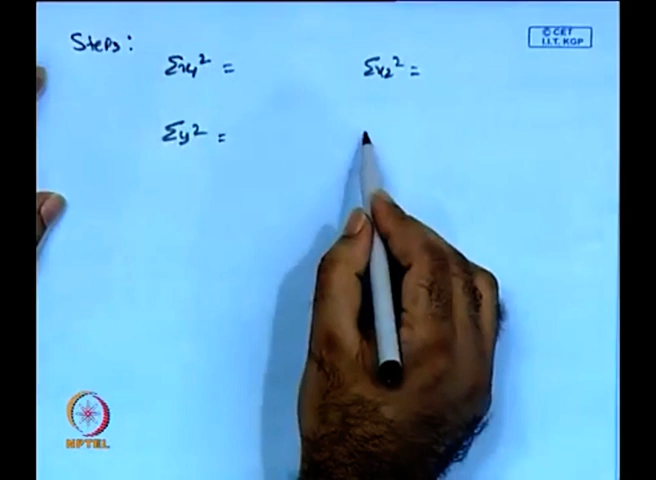 Steps:
© CET
I.I.T. KGP
Σx₁² = Σx₂² =
Σy² =
NPTEL